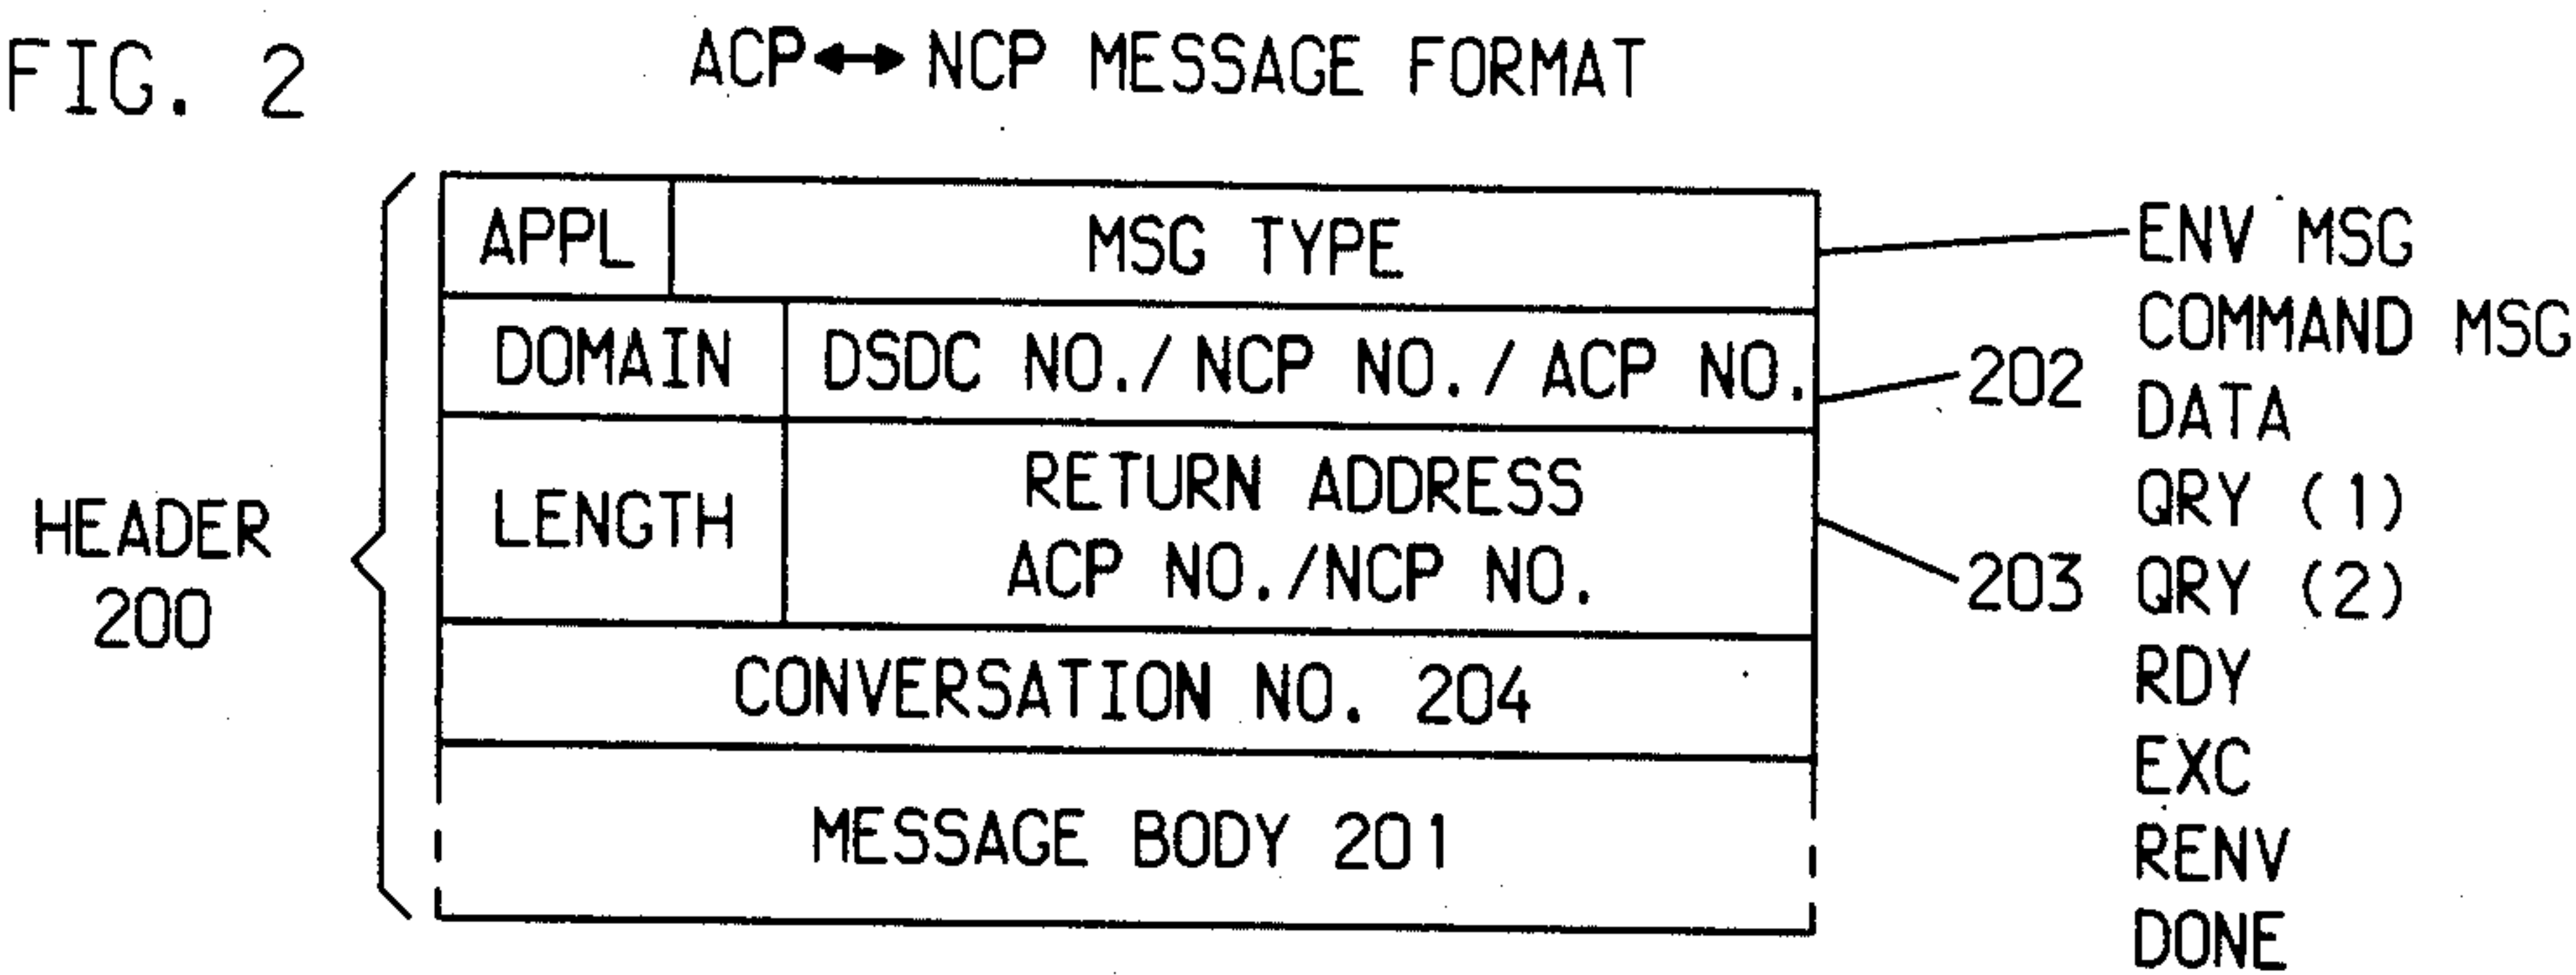 FIG. 2
ACP↔NCP MESSAGE FORMAT
HEADER
200
APPL
MSG TYPE
DOMAIN
DSDC NO./NCP NO./ACP NO.
LENGTH
RETURN ADDRESS
ACP NO./NCP NO.
CONVERSATION NO. 204
MESSAGE BODY 201
202
203
ENV MSG
COMMAND MSG
DATA
QRY (1)
QRY (2)
RDY
EXC
RENV
DONE